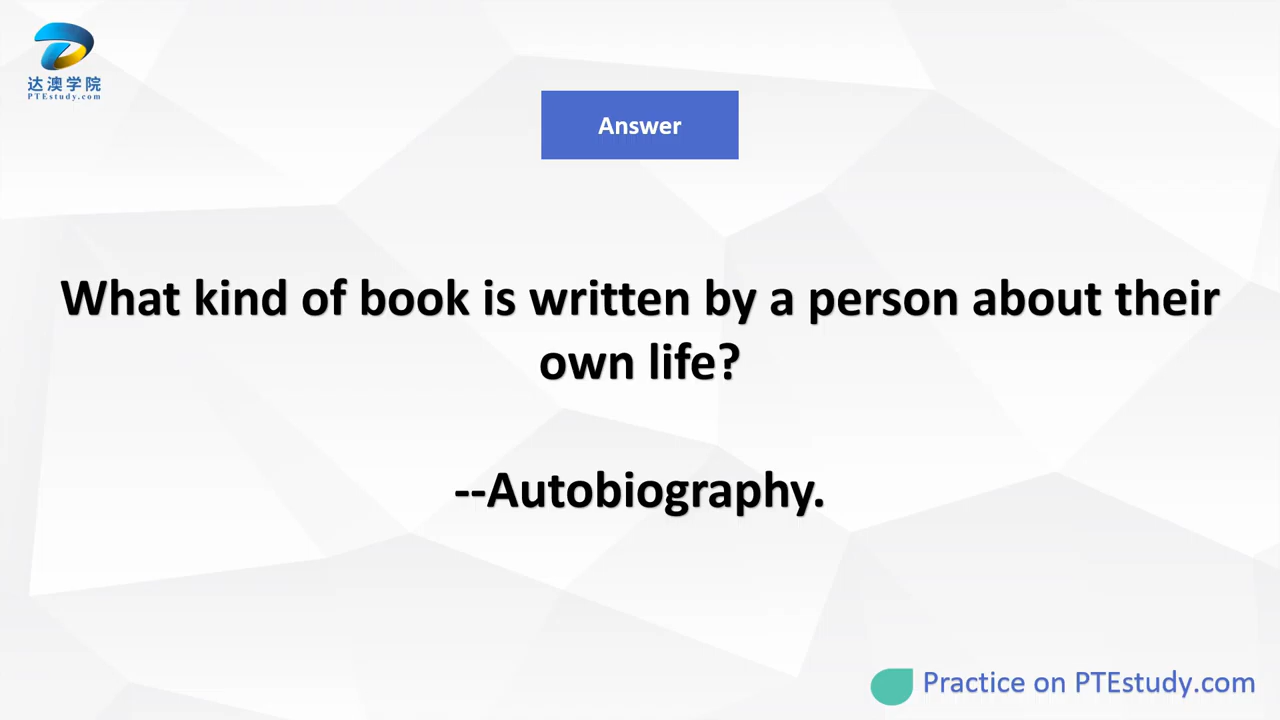 达澳学院
PTEstudy.com
Answer
What kind of book is written by a person about their
own life?
--Autobiography.
Practice on PTEstudy.com